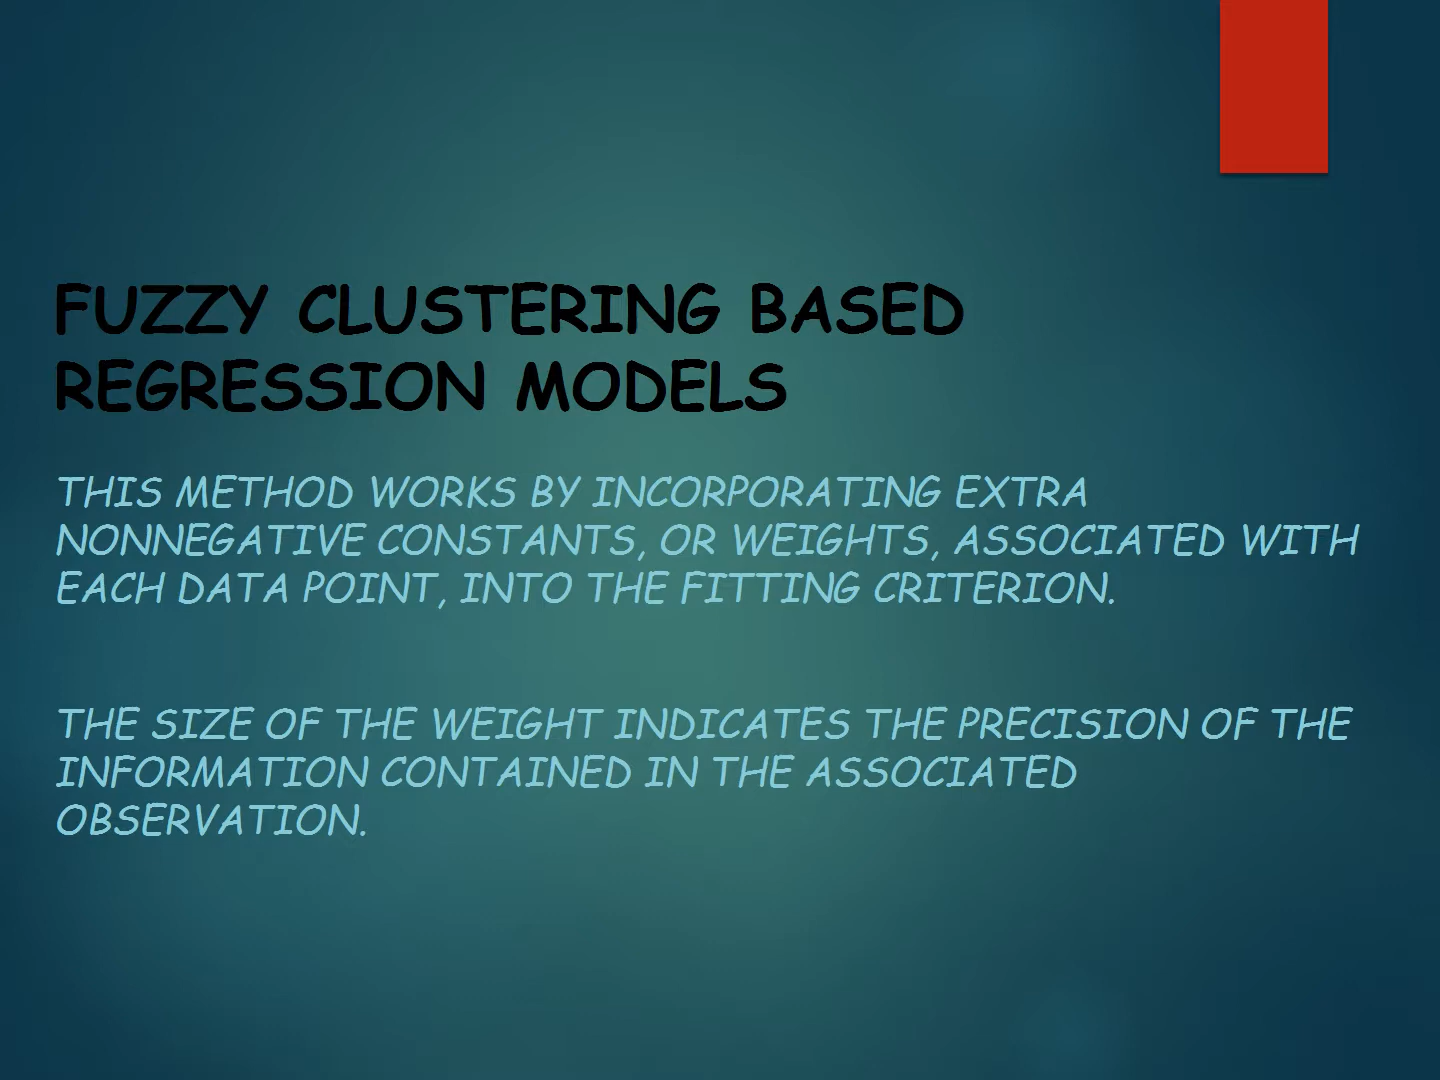 FUZZY CLUSTERING BASED
REGRESSION MODELS
THIS METHOD WORKS BY INCORPORATING EXTRA
NONNEGATIVE CONSTANTS, OR WEIGHTS, ASSOCIATED WITH
EACH DATA POINT, INTO THE FITTING CRITERION.
THE SIZE OF THE WEIGHT INDICATES THE PRECISION OF THE
INFORMATION CONTAINED IN THE ASSOCIATED
OBSERVATION.